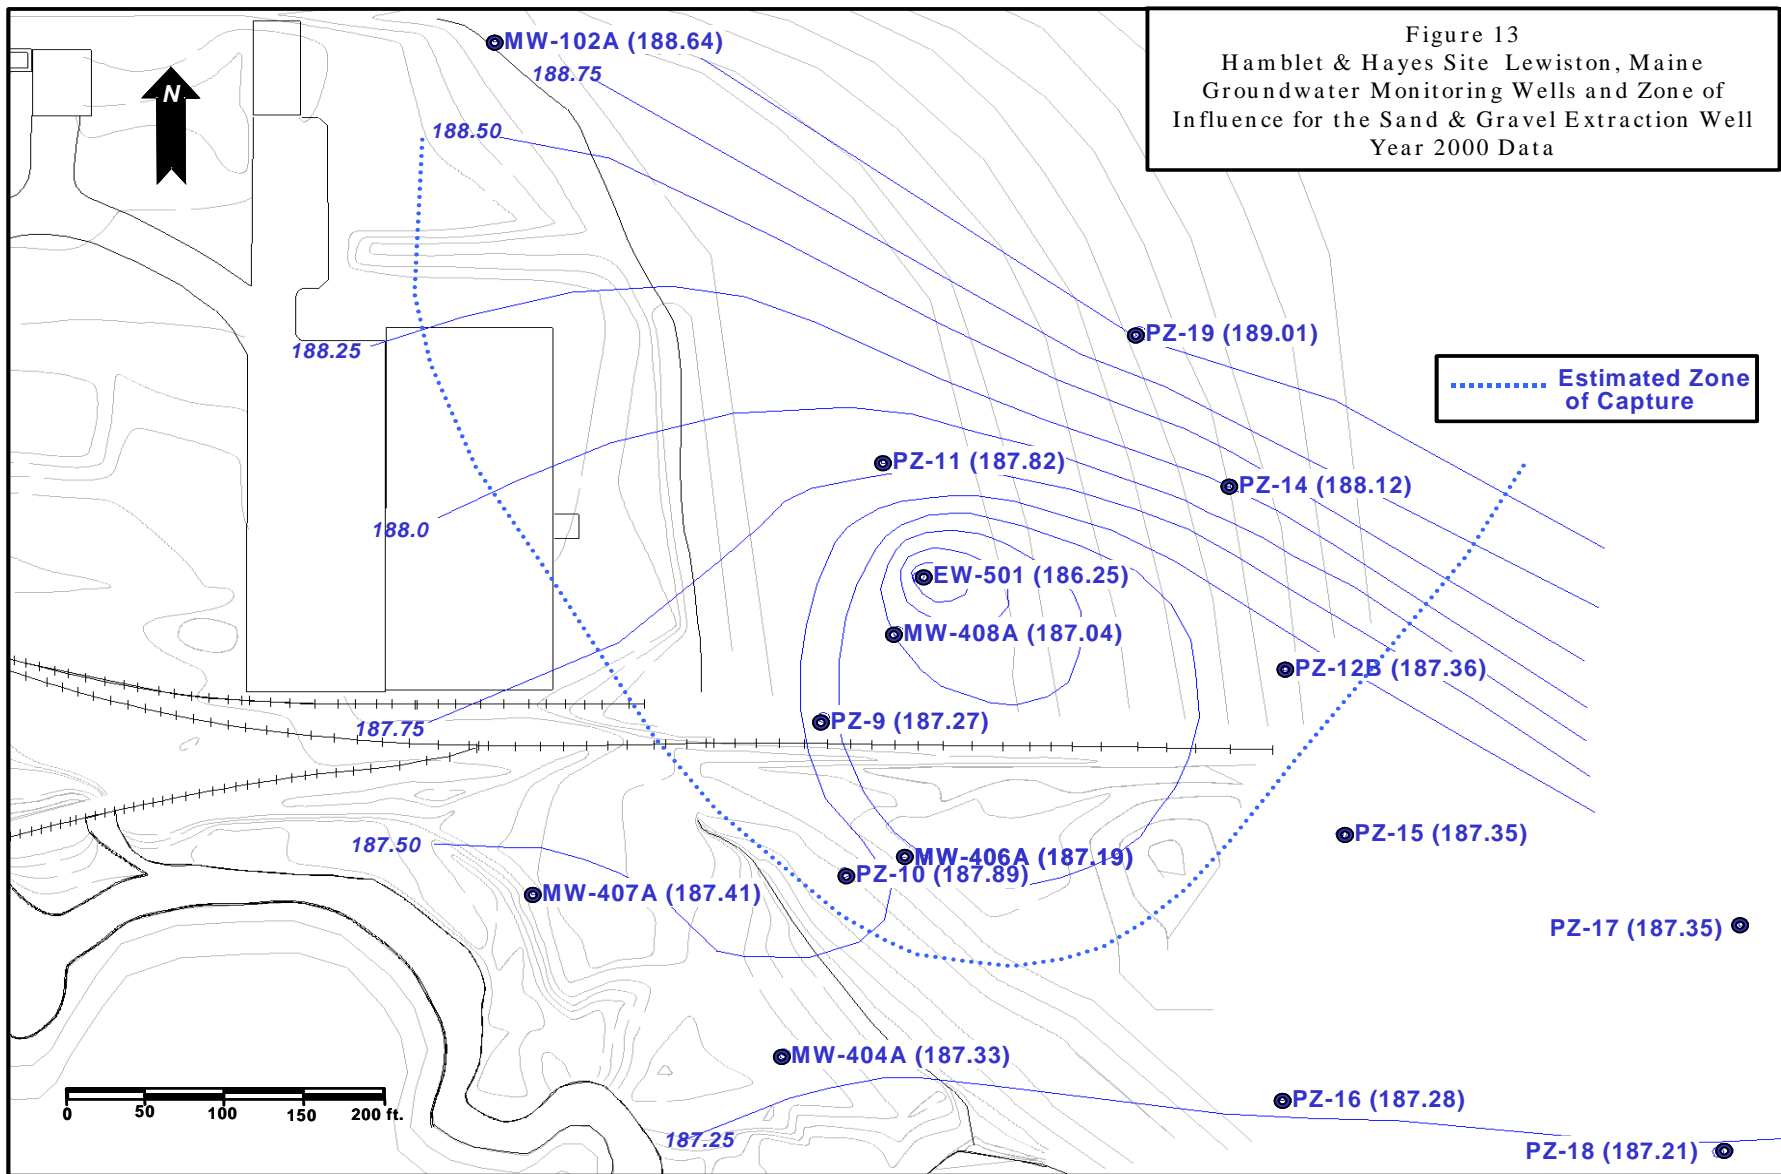 Figure 13
Hamblet & Hayes Site Lewiston, Maine
Groundwater Monitoring Wells and Zone of
Influence for the Sand & Gravel Extraction Well
Year 2000 Data
MW-102A (188.64)
188.75
N
188.50
PZ-19 (189.01)
188.25
Estimated Zone
of Capture
PZ-11 (187.82)
PZ-14 (188.12)
188.0
EW-501 (186.25)
MW-408A (187.04)
PZ-12B (187.36)
PZ-9 (187.27)
187.75
PZ-15 (187.35)
187.50
MW-406A (187.19)
PZ-10 (187.89)
MW-407A (187.41)
PZ-17 (187.35)
MW-404A (187.33)
PZ-16 (187.28)
0 50 100 150 200 ft.
187.25
PZ-18 (187.21)